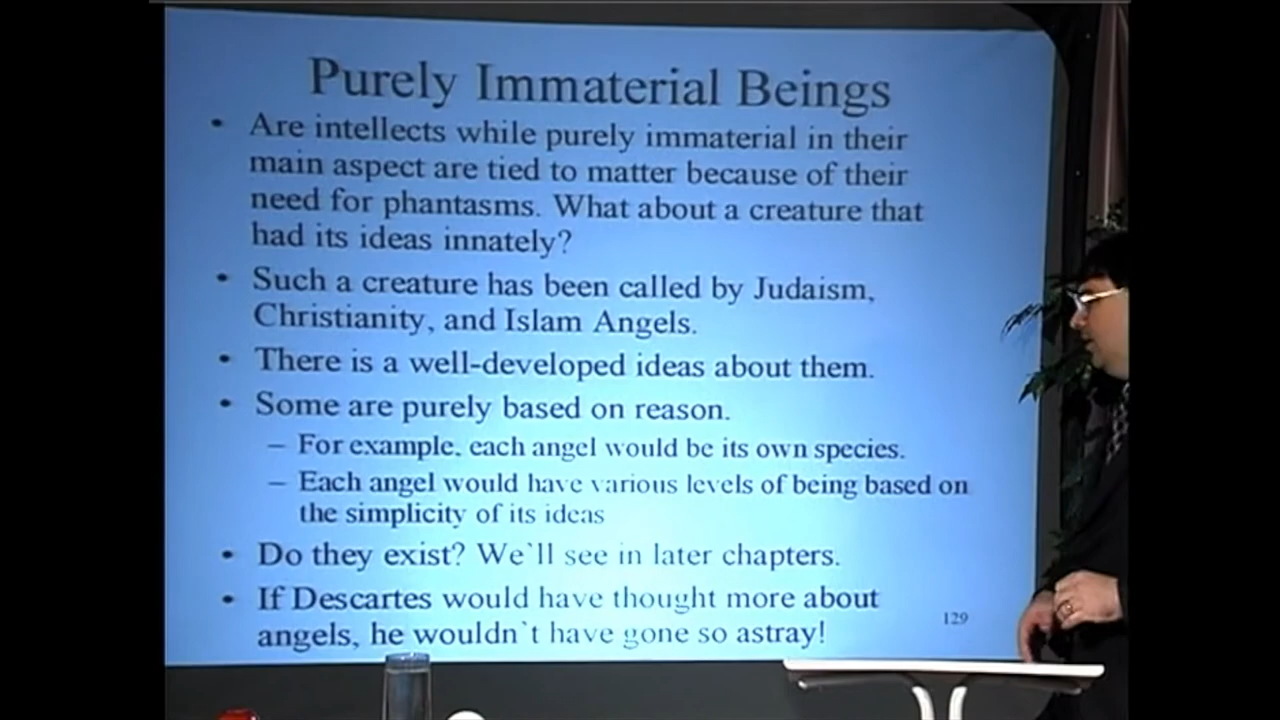 Purely Immaterial Beings
• Are intellects while purely immaterial in their
main aspect are tied to matter because of their
need for phantasms. What about a creature that
had its ideas innately?
• Such a creature has been called by Judaism,
Christianity, and Islam Angels.
• There is a well-developed ideas about them.
• Some are purely based on reason.
– For example, each angel would be its own species.
– Each angel would have various levels of being based on
the simplicity of its ideas
• Do they exist? We`ll see in later chapters.
• If Descartes would have thought more about
angels, he wouldn`t have gone so astray!
129